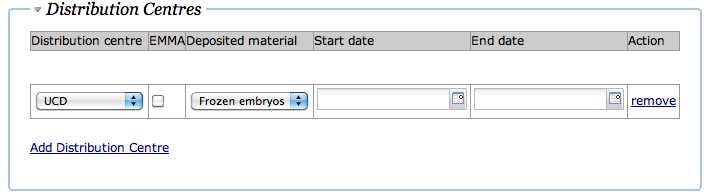 Distribution Centres
Distribution centre EMMA Deposited material Start date End date Action
UCD Frozen embryos remove
Add Distribution Centre